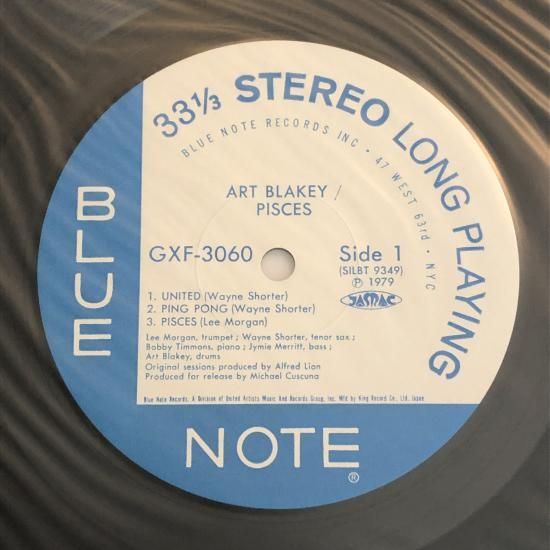 33⅓ STEREO LONG PLAYING
BLUE NOTE RECORDS INC • 47 WEST 63rd • NYC
ART BLAKEY /
PISCES
GXF-3060
Side 1
(SILBT 9349)
Ⓟ 1979
JASRAC
1. UNITED (Wayne Shorter)
2. PING PONG (Wayne Shorter)
3. PISCES (Lee Morgan)
Lee Morgan, trumpet ; Wayne Shorter, tenor sax ;
Bobby Timmons, piano ; Jymie Merritt, bass ;
Art Blakey, drums
Original sessions produced by Alfred Lion
Produced for release by Michael Cuscuna
Blue Note Records, A Division of United Artists Music And Records Group, Inc. Mf'd by King Record Co., Ltd. Japan.
BLUE
NOTE
®